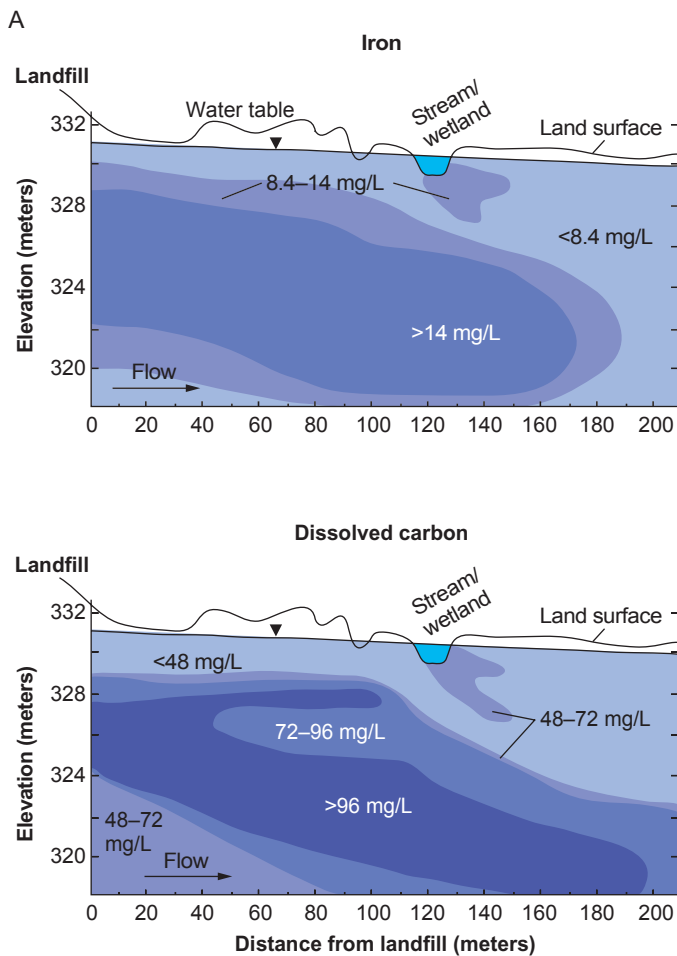 A
Iron
Landfill
Water table
Stream/
wetland
Land surface
332
328
324
320
Elevation (meters)
8.4–14 mg/L
<8.4 mg/L
>14 mg/L
Flow
0 20 40 60 80 100 120 140 160 180 200
Dissolved carbon
Landfill
Stream/
wetland
Land surface
332
328
324
320
Elevation (meters)
<48 mg/L
72–96 mg/L
48–72 mg/L
>96 mg/L
48–72
mg/L
Flow
0 20 40 60 80 100 120 140 160 180 200
Distance from landfill (meters)